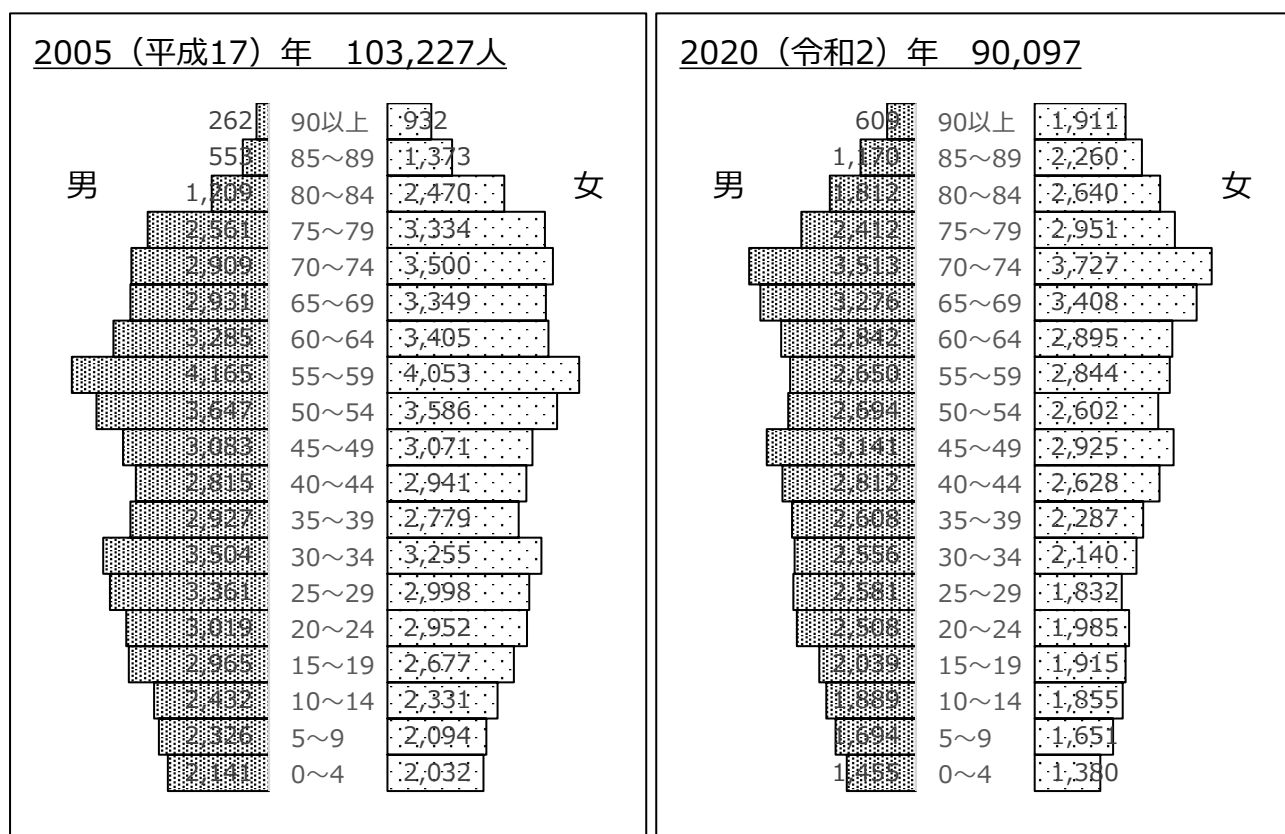 2005（平成17）年　103,227人
262 90以上 932
553 85～89 1,373
男 女
1,209 80～84 2,470
2,561 75～79 3,334
2,909 70～74 3,500
2,931 65～69 3,349
3,285 60～64 3,405
4,165 55～59 4,053
3,647 50～54 3,586
3,083 45～49 3,071
2,815 40～44 2,941
2,927 35～39 2,779
3,504 30～34 3,255
3,361 25～29 2,998
3,019 20～24 2,952
2,965 15～19 2,677
2,432 10～14 2,331
2,326 5～9 2,094
2,141 0～4 2,032
2020（令和2）年　90,097
609 90以上 1,911
1,170 85～89 2,260
男 女
1,812 80～84 2,640
2,412 75～79 2,951
3,513 70～74 3,727
3,276 65～69 3,408
2,842 60～64 2,895
2,650 55～59 2,844
2,694 50～54 2,602
3,141 45～49 2,925
2,812 40～44 2,628
2,608 35～39 2,287
2,556 30～34 2,140
2,581 25～29 1,832
2,508 20～24 1,985
2,039 15～19 1,915
1,889 10～14 1,855
1,694 5～9 1,651
1,455 0～4 1,380